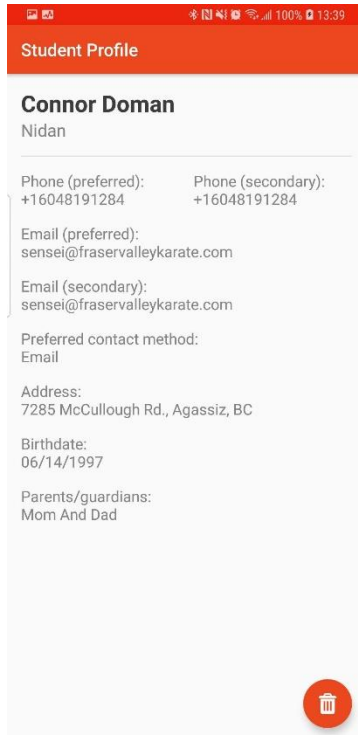 100% 13:39
Student Profile
Connor Doman
Nidan
Phone (preferred): Phone (secondary):
+16048191284 +16048191284
Email (preferred):
sensei@fraservalleykarate.com
Email (secondary):
sensei@fraservalleykarate.com
Preferred contact method:
Email
Address:
7285 McCullough Rd., Agassiz, BC
Birthdate:
06/14/1997
Parents/guardians:
Mom And Dad